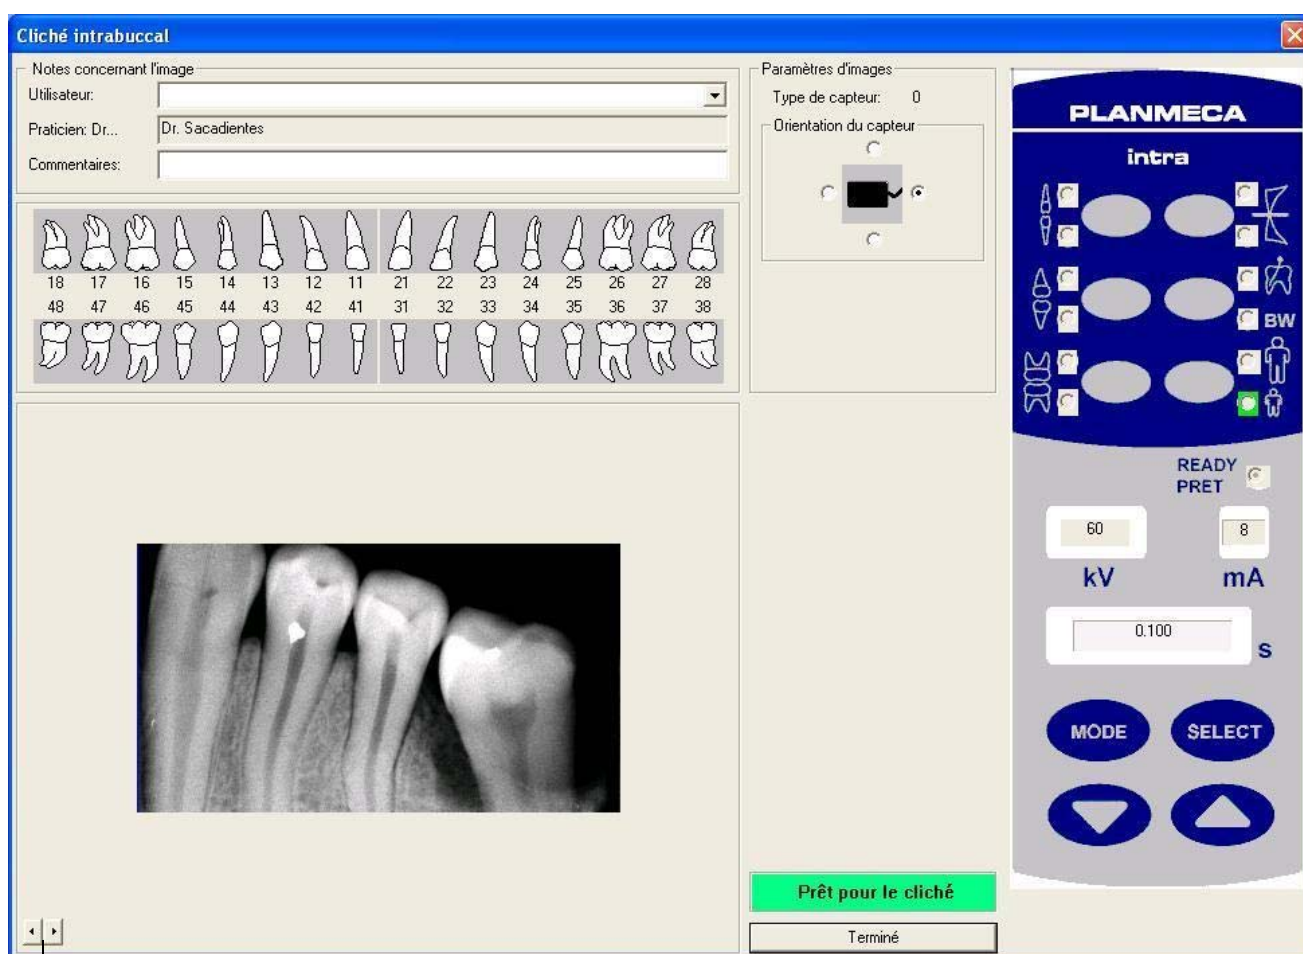 Cliché intrabuccal
Notes concernant l'image
Utilisateur:
Praticien: Dr... Dr. Sacadientes
Commentaires:
18 17 16 15 14 13 12 11 21 22 23 24 25 26 27 28
48 47 46 45 44 43 42 41 31 32 33 34 35 36 37 38
Paramètres d'images
Type de capteur: 0
Orientation du capteur
Prêt pour le cliché
Terminé
PLANMECA
intra
BW
READY
PRET
60 8
kV mA
0.100
s
MODE SELECT